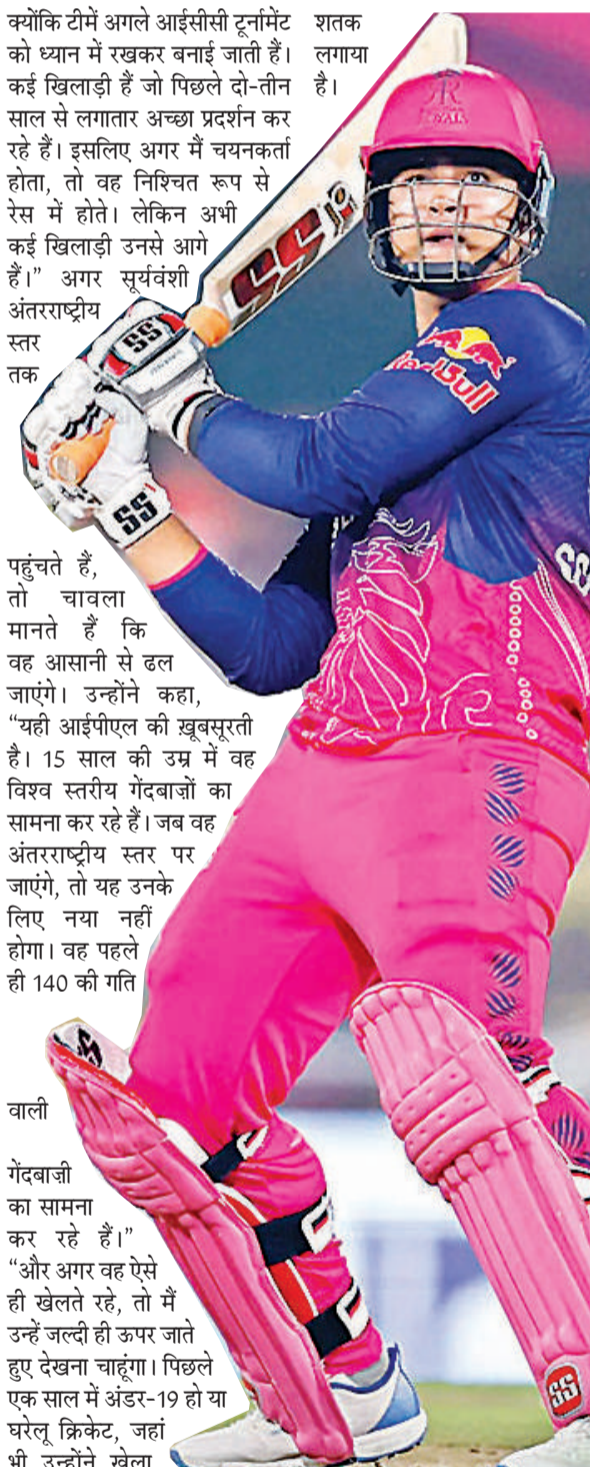 क्योंकि टीमें अगले आईसीसी टूर्नामेंट
को ध्यान में रखकर बनाई जाती हैं।
कई खिलाड़ी हैं जो पिछले दो-तीन
साल से लगातार अच्छा प्रदर्शन कर
रहे हैं। इसलिए अगर मैं चयनकर्ता
होता, तो वह निश्चित रूप से
रेस में होते। लेकिन अभी
कई खिलाड़ी उनसे आगे
हैं।” अगर सूर्यवंशी
अंतरराष्ट्रीय
स्तर
तक
पहुंचते हैं,
तो चावला
मानते हैं कि
वह आसानी से ढल
जाएंगे। उन्होंने कहा,
“यही आईपीएल की ख़ूबसूरती
है। 15 साल की उम्र में वह
विश्व स्तरीय गेंदबाज़ों का
सामना कर रहे हैं। जब वह
अंतरराष्ट्रीय स्तर पर
जाएंगे, तो यह उनके
लिए नया नहीं
होगा। वह पहले
ही 140 की गति
वाली
गेंदबाज़ी
का सामना
कर रहे हैं।”
“और अगर वह ऐसे
ही खेलते रहे, तो मैं
उन्हें जल्दी ही ऊपर जाते
हुए देखना चाहूंगा। पिछले
एक साल में अंडर-19 हो या
घरेलू क्रिकेट, जहां
भी उन्होंने खेला
शतक
लगाया
है।
SS
SS
SS
Red Bull
SS